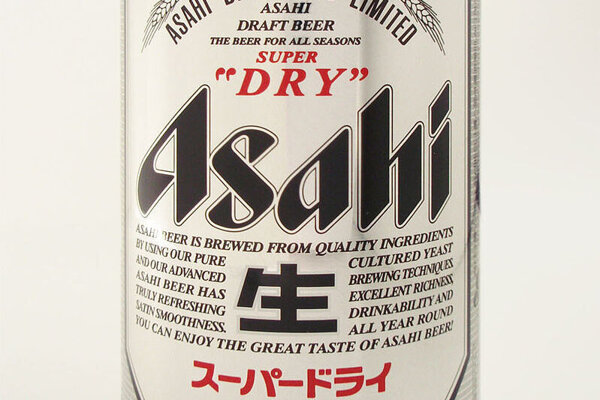 ASAHI LIMITED
ASAHI
DRAFT BEER
THE BEER FOR ALL SEASONS
SUPER
“DRY”
Asahi
ASAHI BEER IS BREWED FROM QUALITY INGREDIENTS
BY USING OUR PURE CULTURED YEAST
AND OUR ADVANCED BREWING TECHNIQUES.
ASAHI BEER HAS EXCELLENT RICHNESS,
TRULY REFRESHING DRINKABILITY AND
SATIN SMOOTHNESS. ALL YEAR ROUND
YOU CAN ENJOY THE GREAT TASTE OF ASAHI BEER!
生
スーパードライ